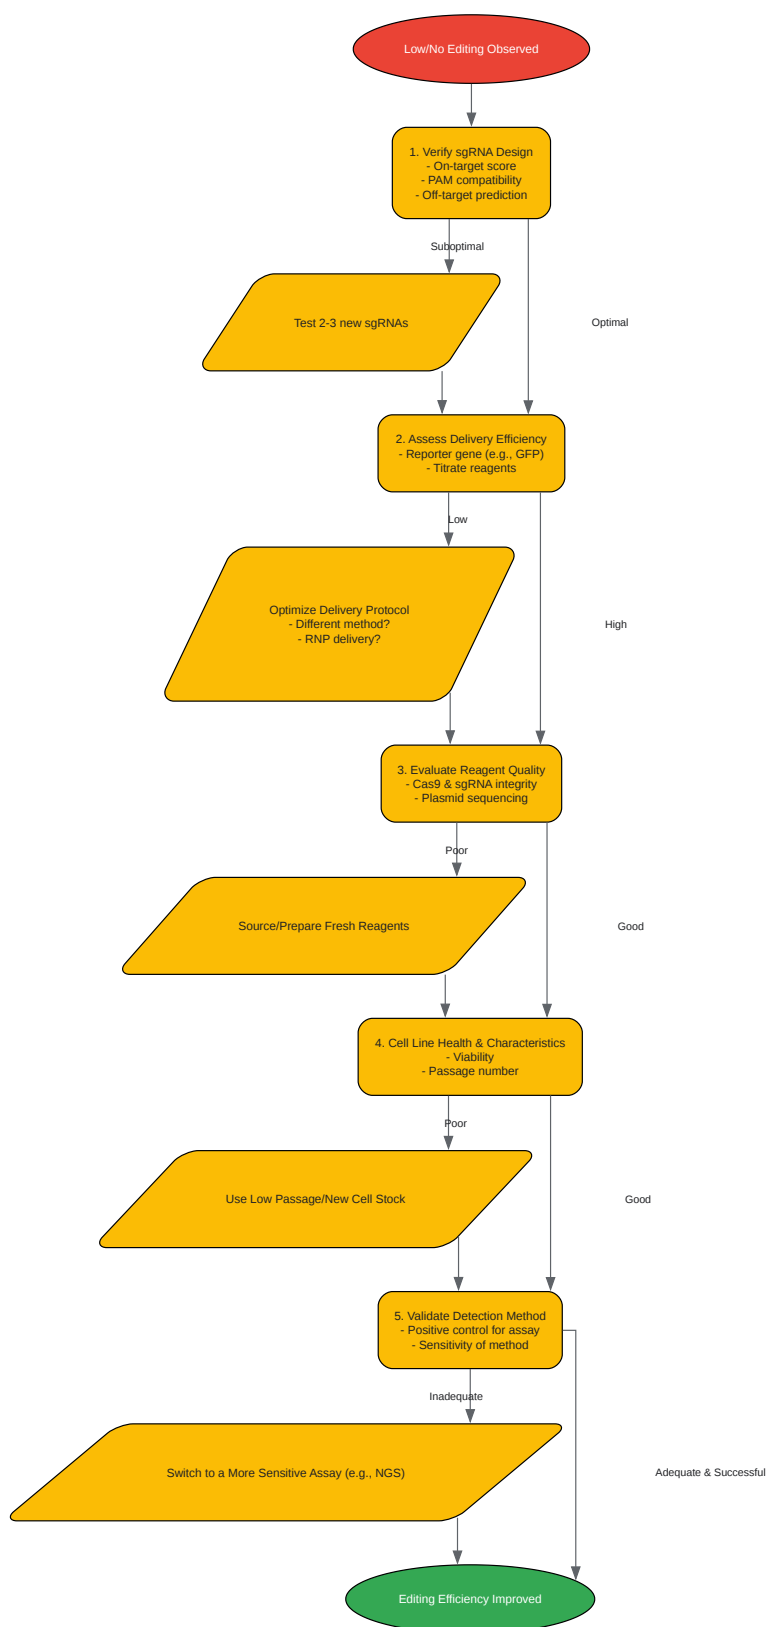 Low/No Editing Observed
1. Verify sgRNA Design
- On-target score
- PAM compatibility
- Off-target prediction
Suboptimal
Test 2-3 new sgRNAs
Optimal
2. Assess Delivery Efficiency
- Reporter gene (e.g., GFP)
- Titrate reagents
Low
Optimize Delivery Protocol
- Different method?
- RNP delivery?
High
3. Evaluate Reagent Quality
- Cas9 & sgRNA integrity
- Plasmid sequencing
Poor
Source/Prepare Fresh Reagents
Good
4. Cell Line Health & Characteristics
- Viability
- Passage number
Poor
Use Low Passage/New Cell Stock
Good
5. Validate Detection Method
- Positive control for assay
- Sensitivity of method
Inadequate
Switch to a More Sensitive Assay (e.g., NGS)
Adequate & Successful
Editing Efficiency Improved